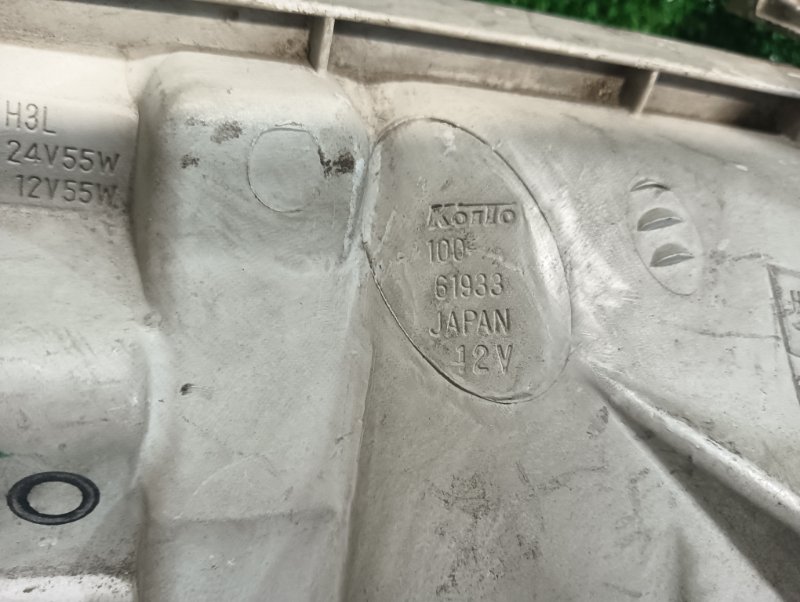 H3L
24V55W
12V55W
Koito
100-
61933
JAPAN
12V